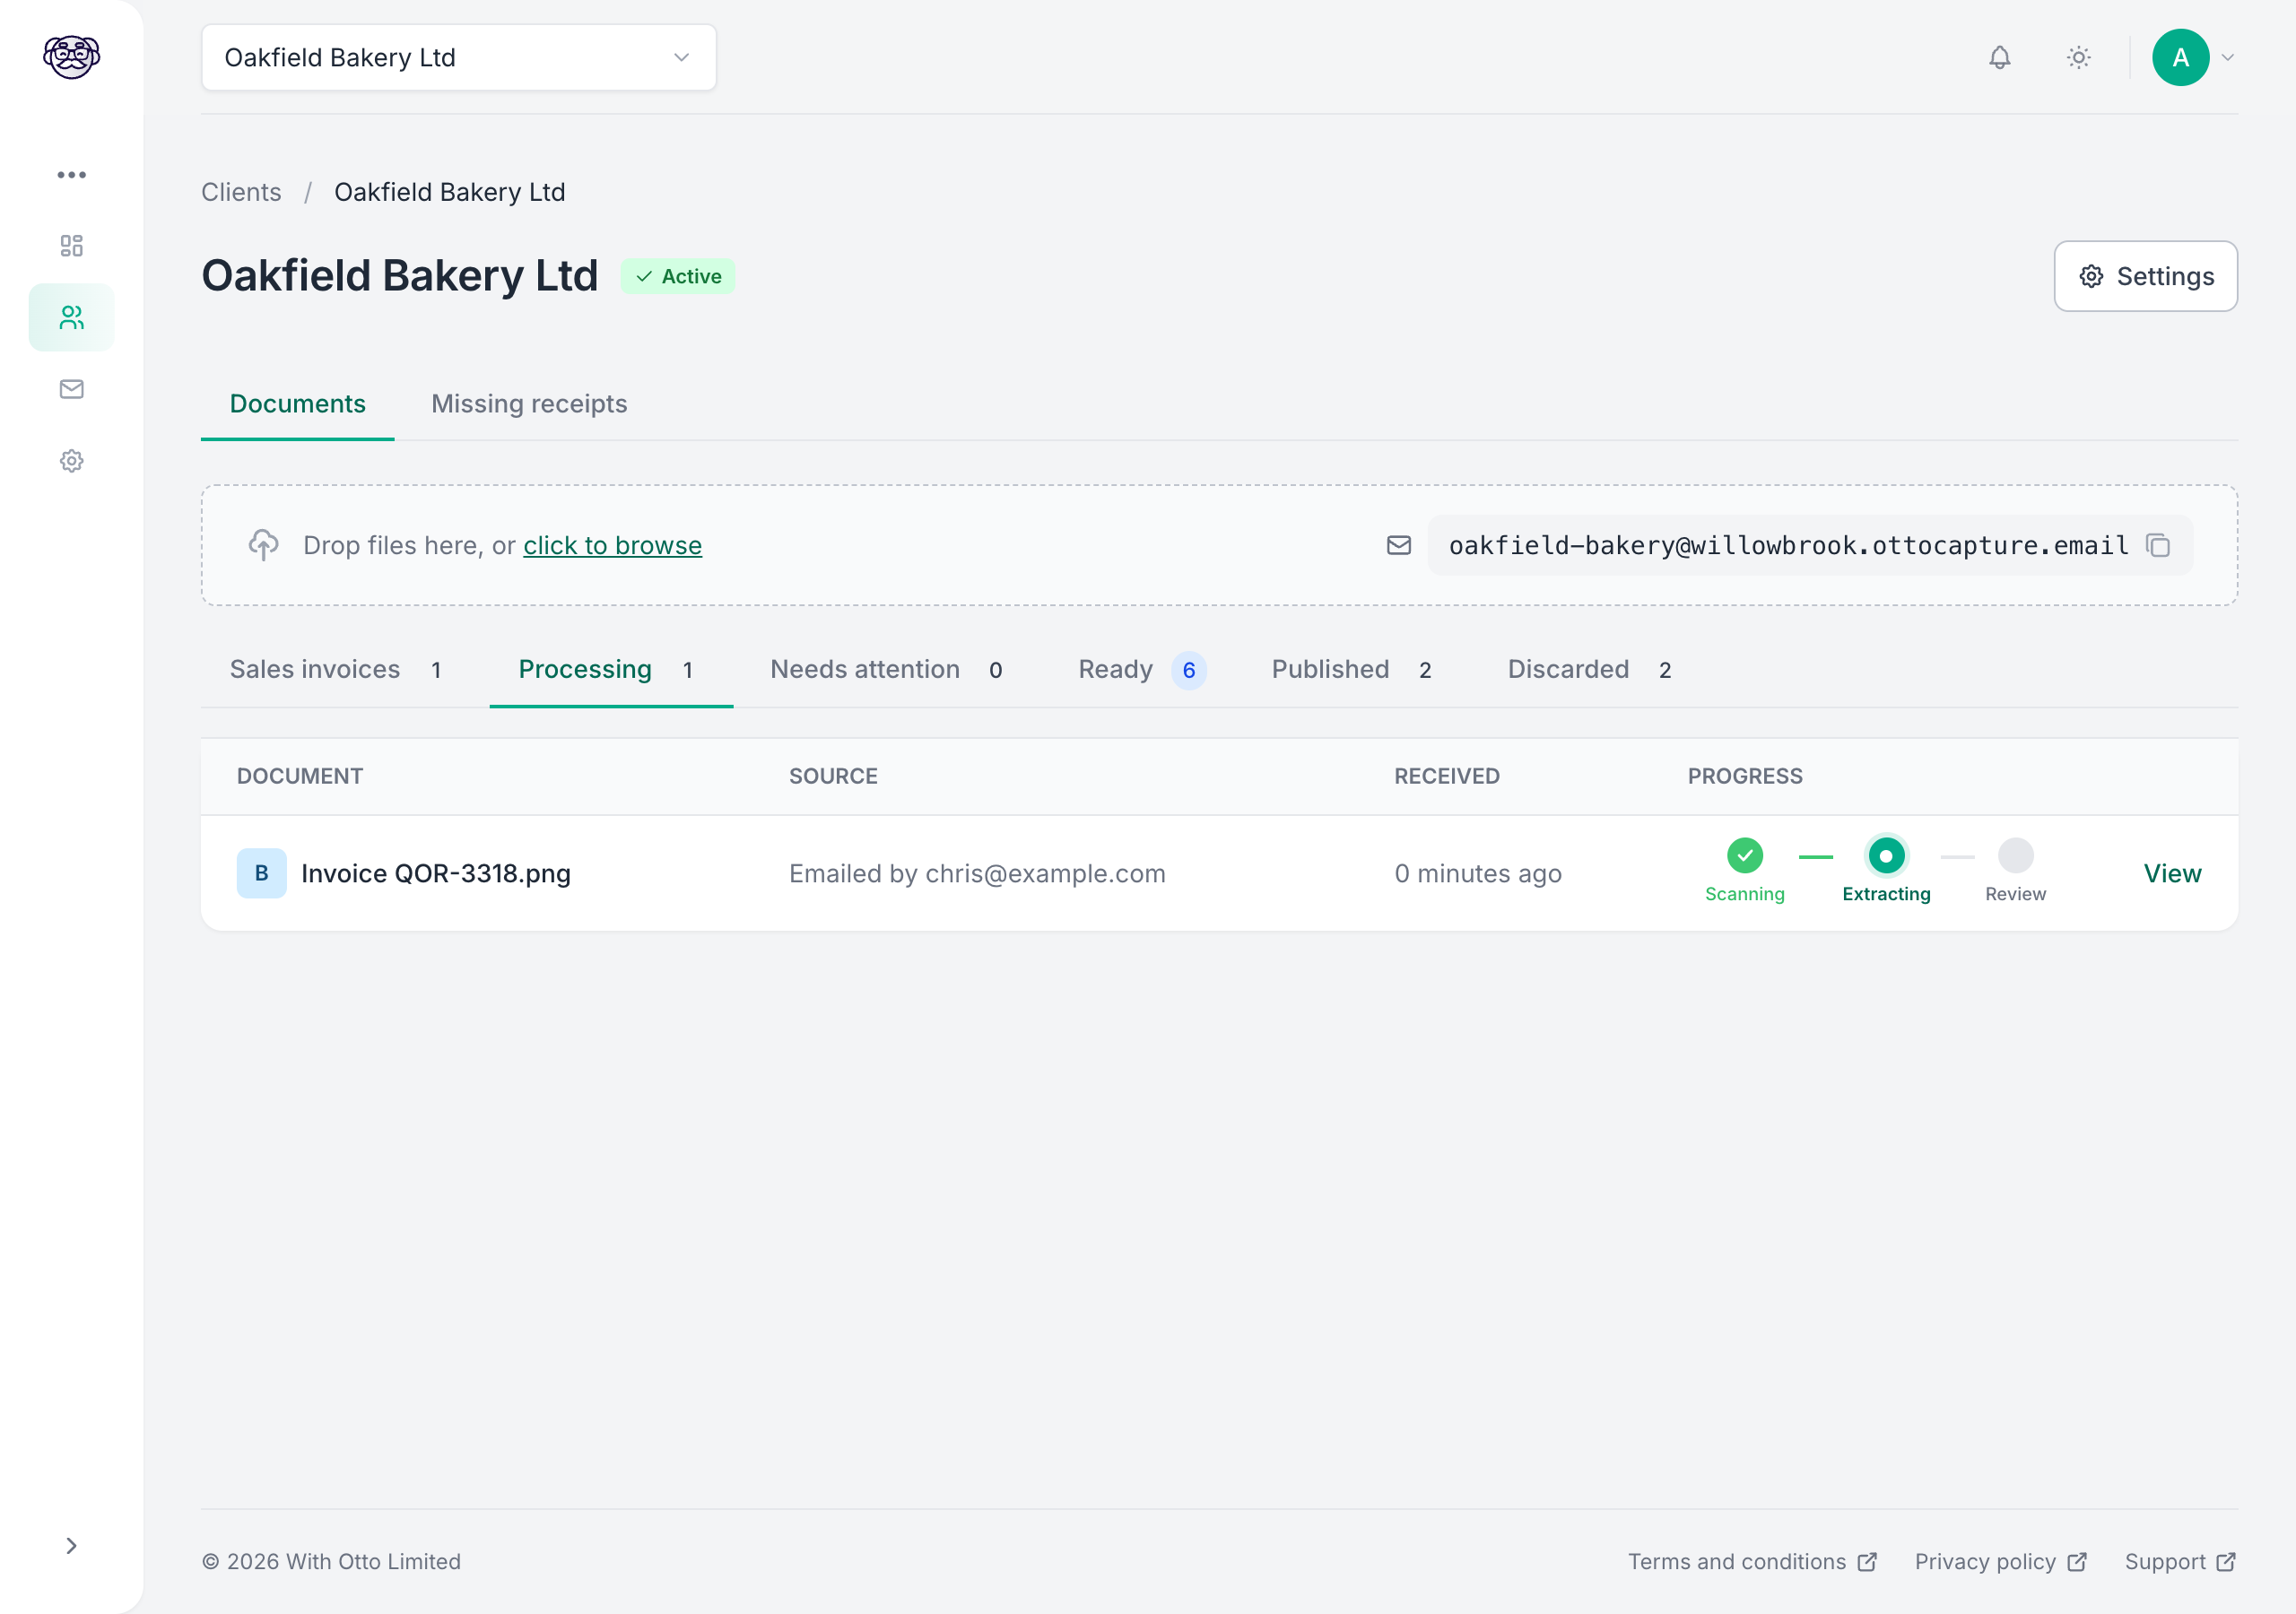 Oakfield Bakery Ltd
A
Clients / Oakfield Bakery Ltd
Oakfield Bakery Ltd Active
Settings
Documents Missing receipts
Drop files here, or click to browse
oakfield-bakery@willowbrook.ottocapture.email
Sales invoices 1 Processing 1 Needs attention 0 Ready 6 Published 2 Discarded 2
DOCUMENT SOURCE RECEIVED PROGRESS
B Invoice QOR-3318.png Emailed by chris@example.com 0 minutes ago Scanning Extracting Review View
© 2026 With Otto Limited Terms and conditions Privacy policy Support